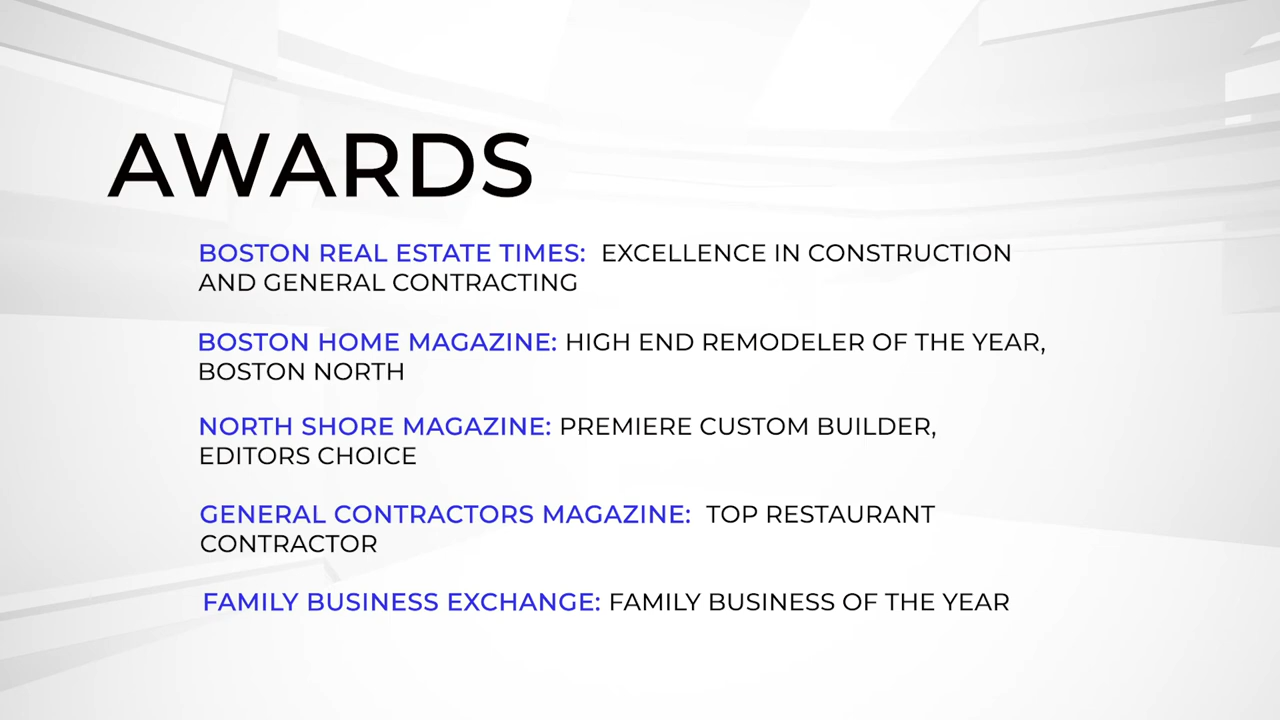 AWARDS
BOSTON REAL ESTATE TIMES: EXCELLENCE IN CONSTRUCTION
AND GENERAL CONTRACTING
BOSTON HOME MAGAZINE: HIGH END REMODELER OF THE YEAR,
BOSTON NORTH
NORTH SHORE MAGAZINE: PREMIERE CUSTOM BUILDER,
EDITORS CHOICE
GENERAL CONTRACTORS MAGAZINE: TOP RESTAURANT
CONTRACTOR
FAMILY BUSINESS EXCHANGE: FAMILY BUSINESS OF THE YEAR